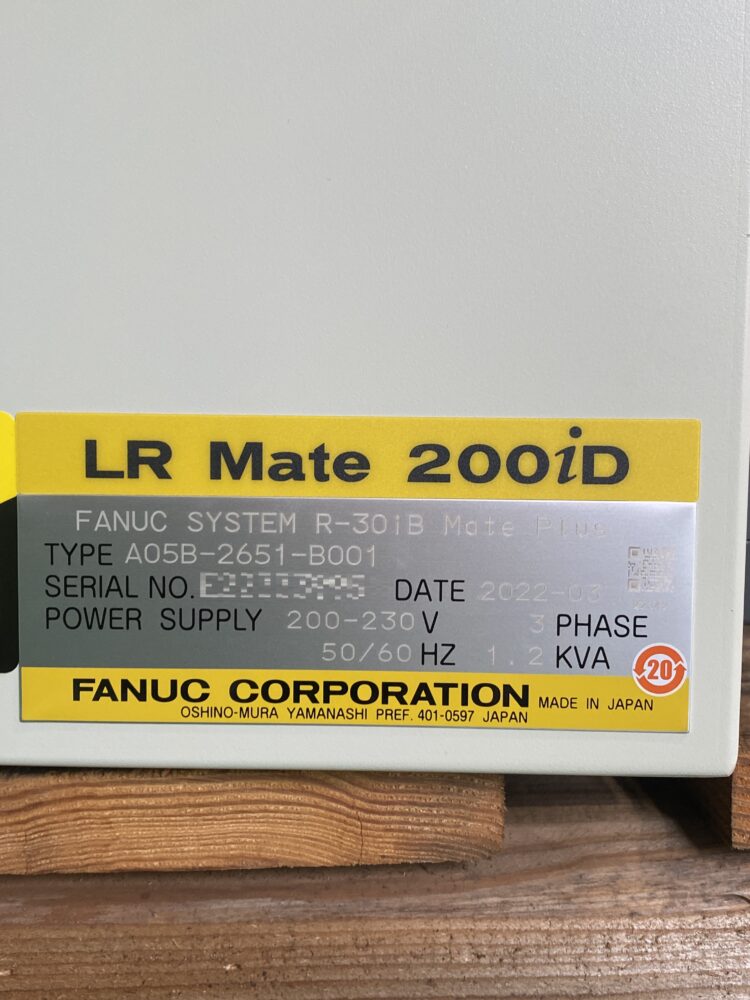 LR Mate 200iD
FANUC SYSTEM R-30iB Mate Plus
TYPE A05B-2651-B001
SERIAL NO. DATE 2022-03
POWER SUPPLY 200-230 V 3 PHASE
50/60 HZ 1.2 KVA
20
FANUC CORPORATION MADE IN JAPAN
OSHINO-MURA YAMANASHI PREF. 401-0597 JAPAN